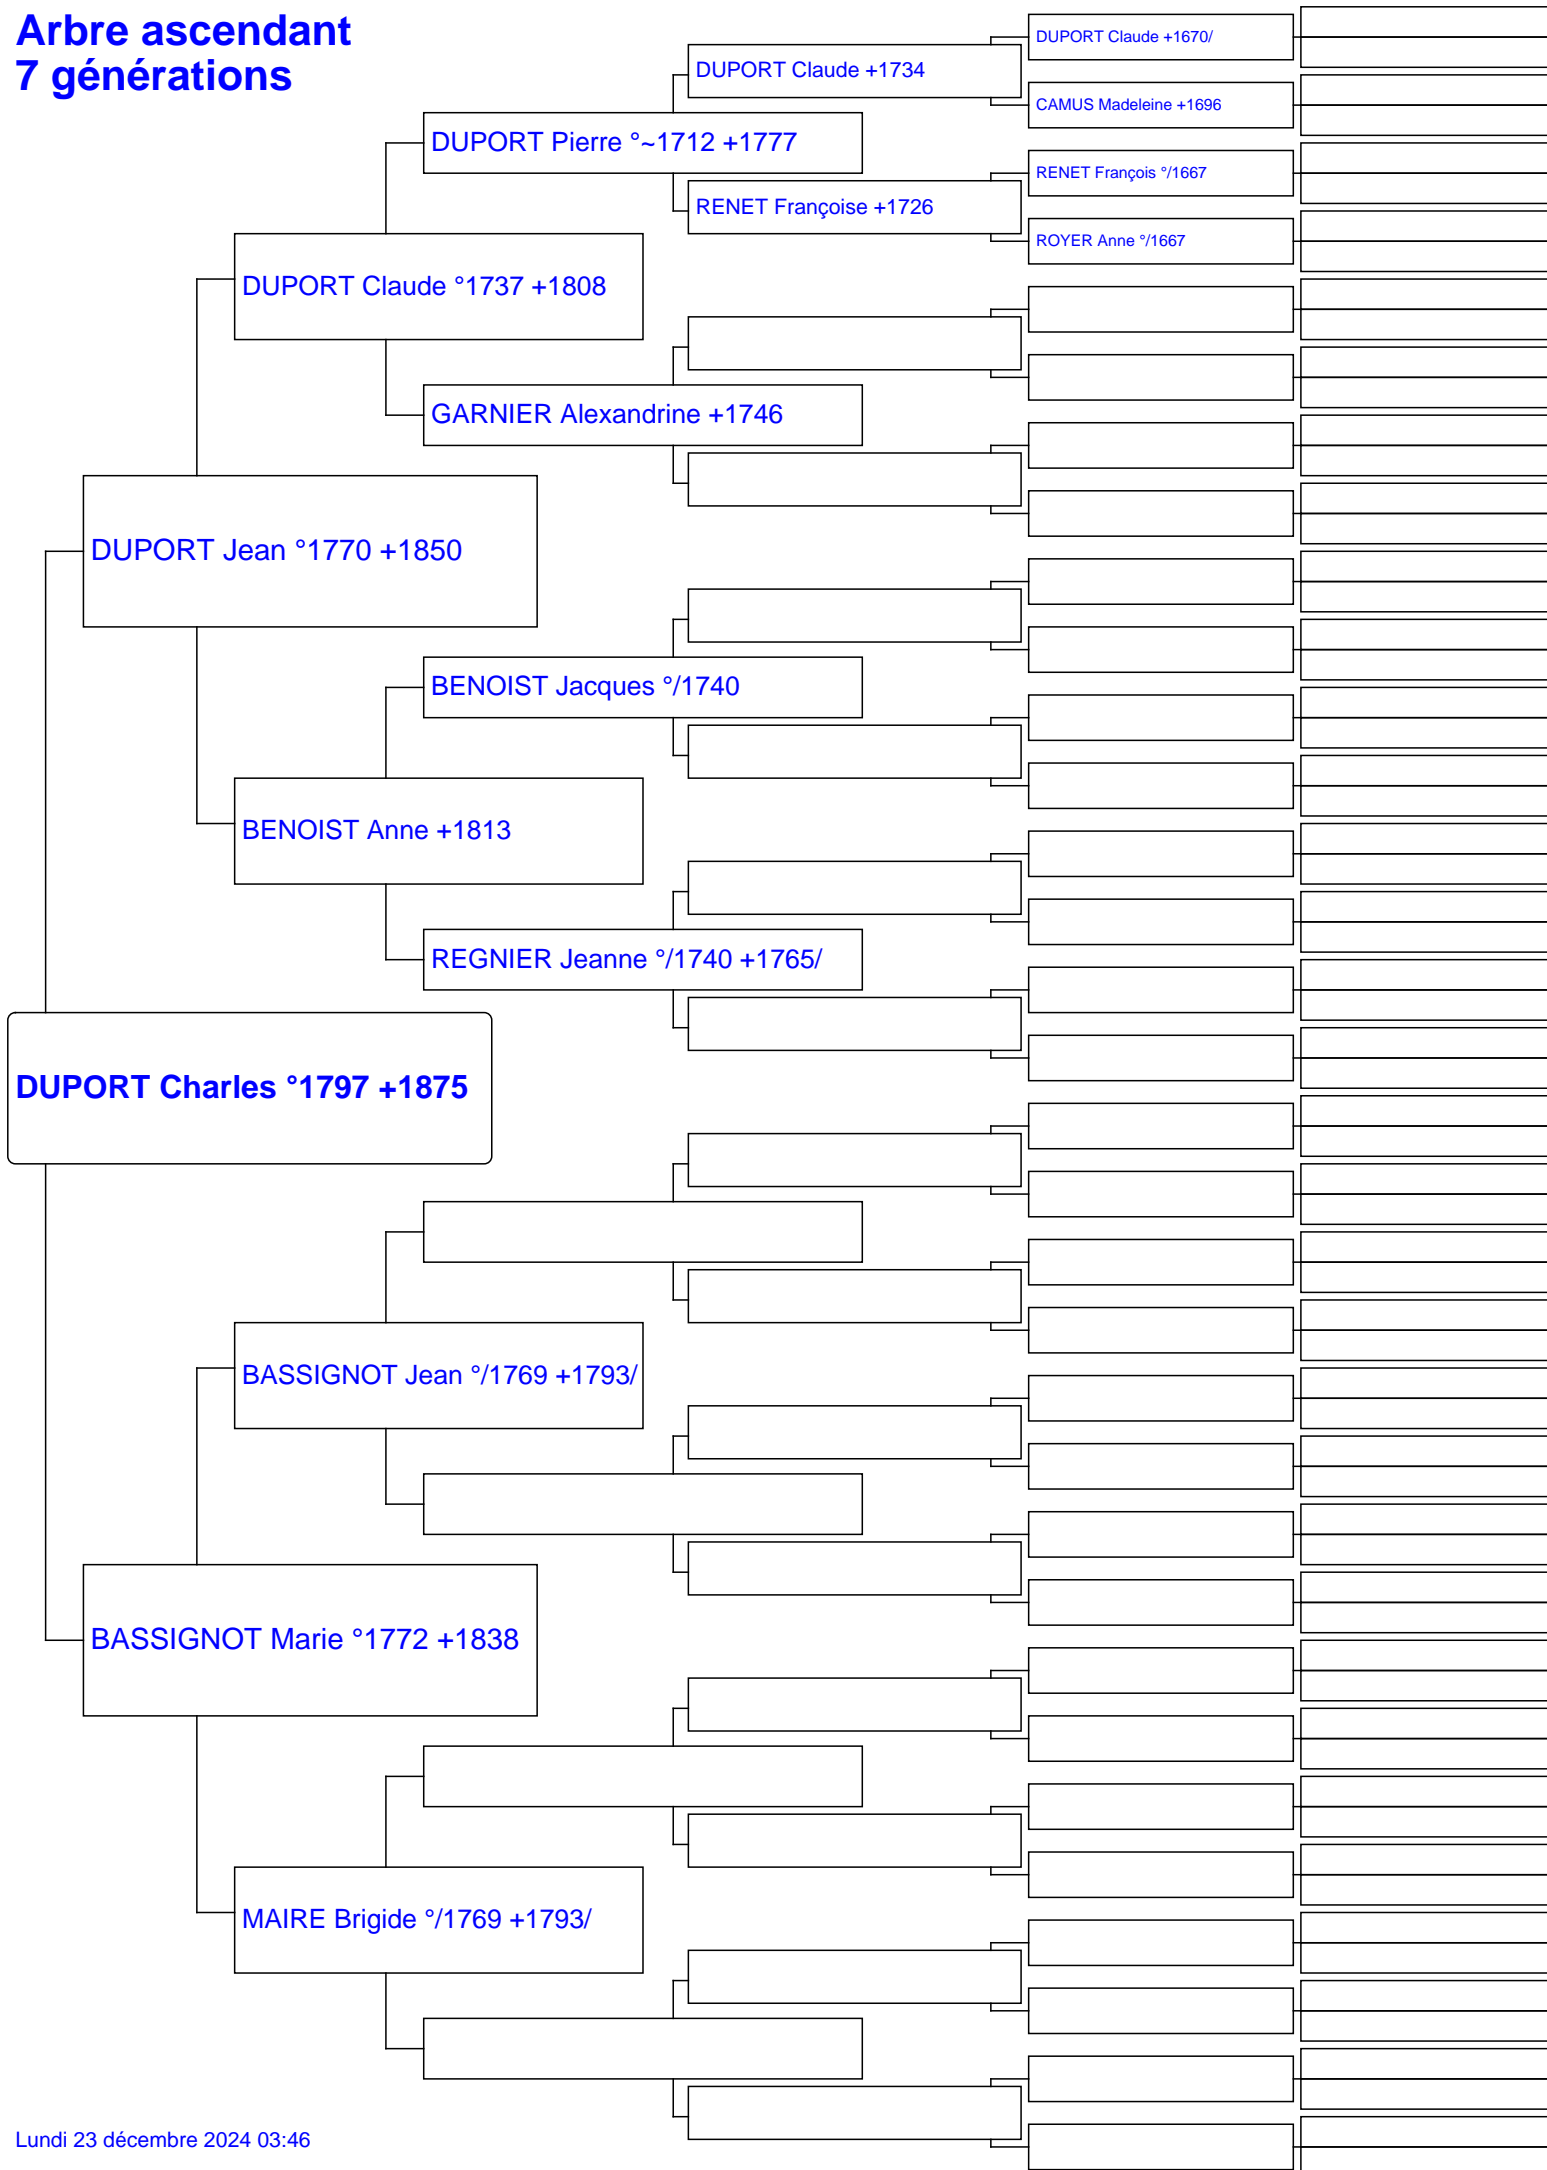 Arbre ascendant
7 générations
DUPORT Claude +1670/
DUPORT Claude +1734
CAMUS Madeleine +1696
DUPORT Pierre °~1712 +1777
RENET François °/1667
RENET Françoise +1726
ROYER Anne °/1667
DUPORT Claude °1737 +1808
GARNIER Alexandrine +1746
DUPORT Jean °1770 +1850
BENOIST Jacques °/1740
BENOIST Anne +1813
REGNIER Jeanne °/1740 +1765/
DUPORT Charles °1797 +1875
BASSIGNOT Jean °/1769 +1793/
BASSIGNOT Marie °1772 +1838
MAIRE Brigide °/1769 +1793/
Lundi 23 décembre 2024 03:46